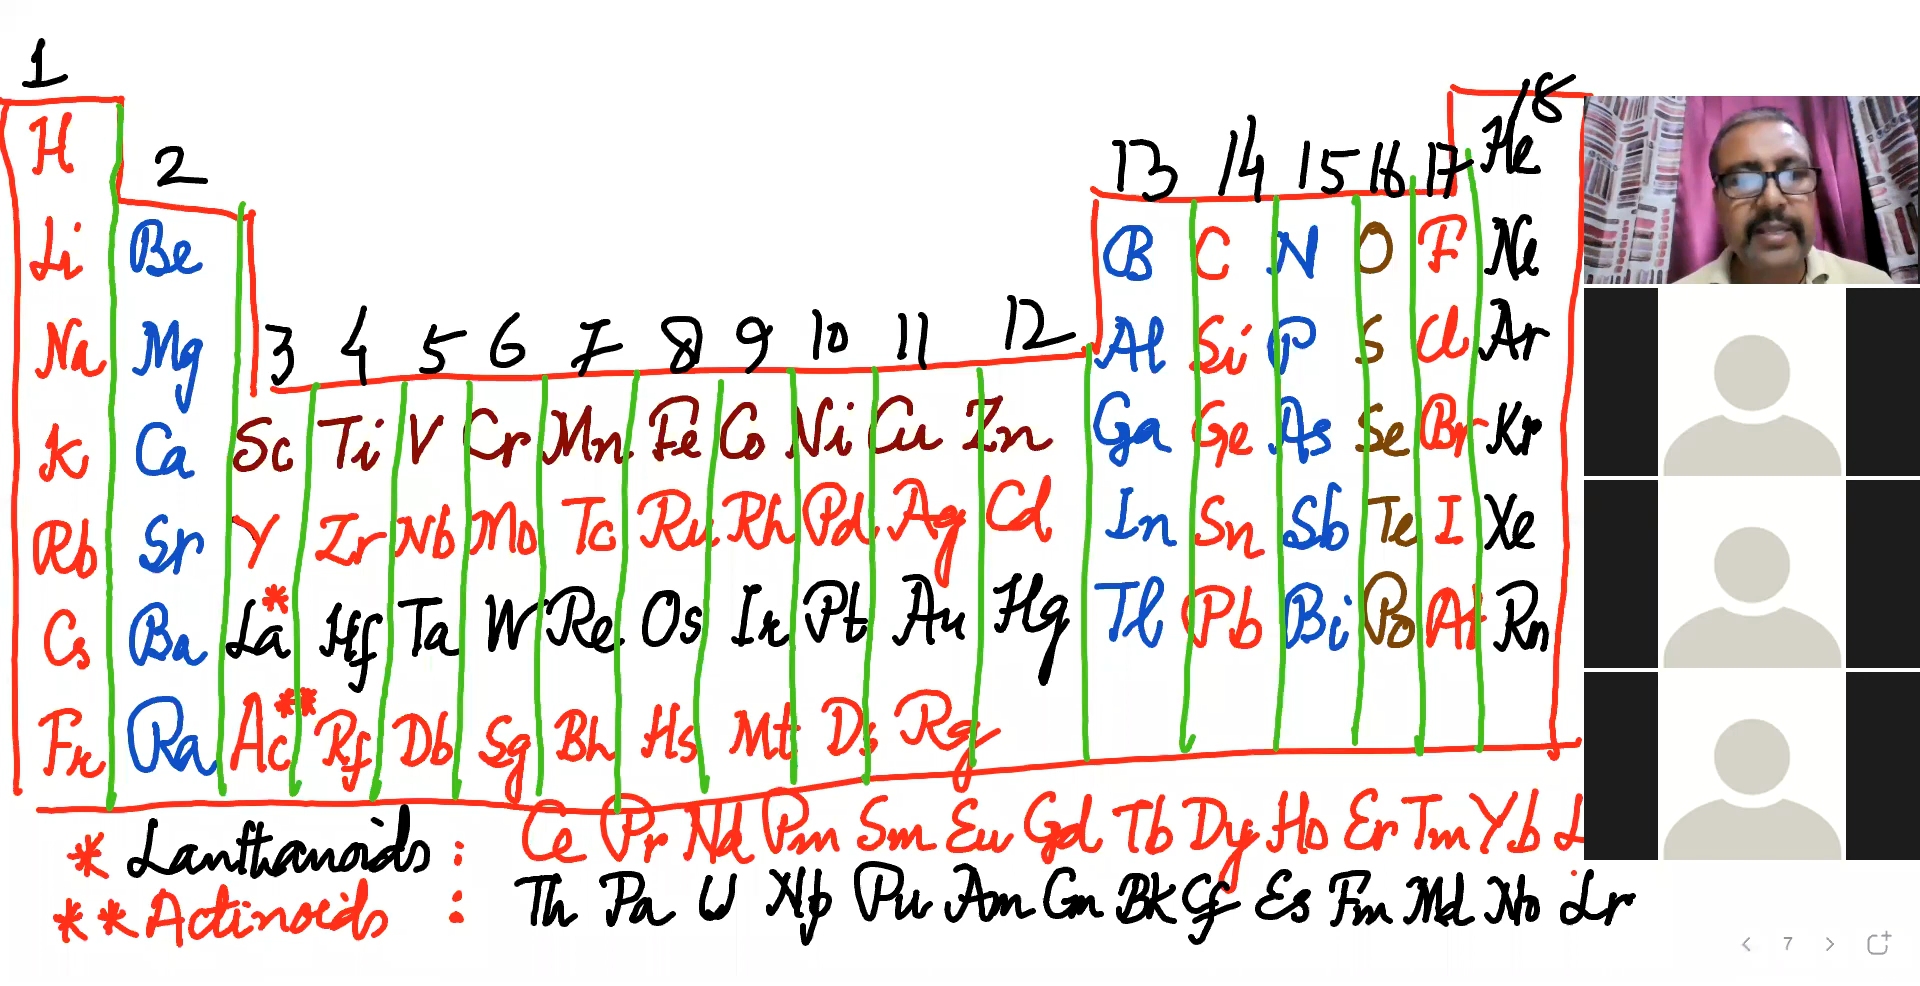 1 18
H He
2 13 14 15 16 17
Li Be B C N O F Ne
3 4 5 6 7 8 9 10 11 12
Na Mg Al Si P S Cl Ar
K Ca Sc Ti V Cr Mn Fe Co Ni Cu Zn Ga Ge As Se Br Kr
Rb Sr Y Zr Nb Mo Tc Ru Rh Pd Ag Cd In Sn Sb Te I Xe
Cs Ba La* Hf Ta W Re Os Ir Pt Au Hg Tl Pb Bi Po At Rn
Fr Ra Ac** Rf Db Sg Bh Hs Mt Ds Rg
* Lanthanoids : Ce Pr Nd Pm Sm Eu Gd Tb Dy Ho Er Tm Yb L
** Actinoids : Th Pa U Np Pu Am Cm Bk Cf Es Fm Md No Lr
7